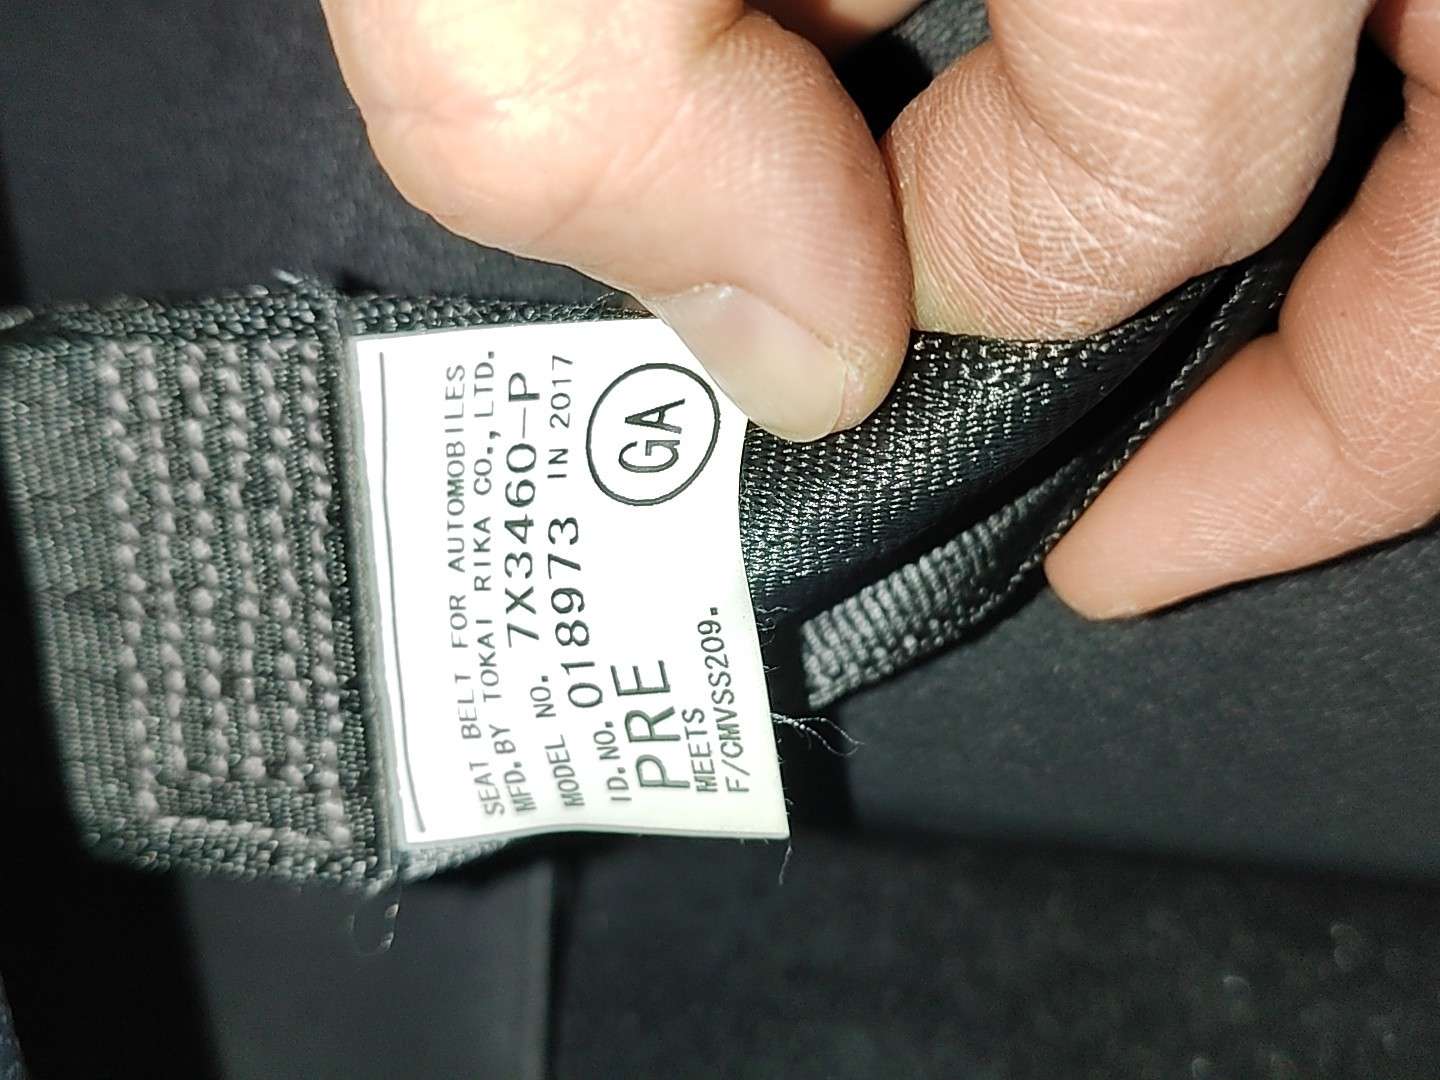 SEAT BELT FOR AUTOMOBILES
MFD. BY TOKAI RIKA CO., LTD.
MODEL NO. 7X3460-P
ID. NO. 018973 IN 2017
PRE GA
MEETS
F/CMVSS209.